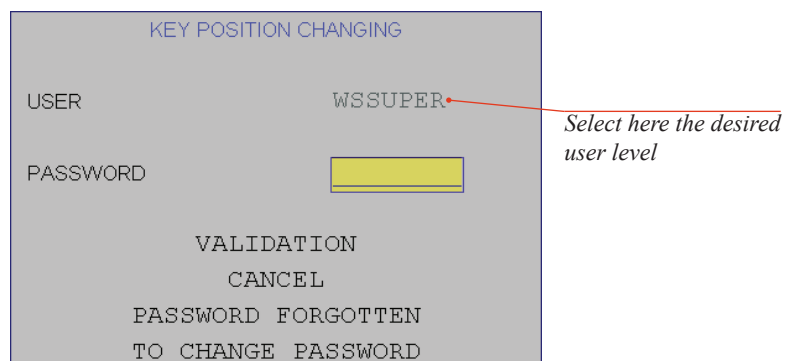 KEY POSITION CHANGING
USER WSSUPER
Select here the desired
user level
PASSWORD
VALIDATION
CANCEL
PASSWORD FORGOTTEN
TO CHANGE PASSWORD